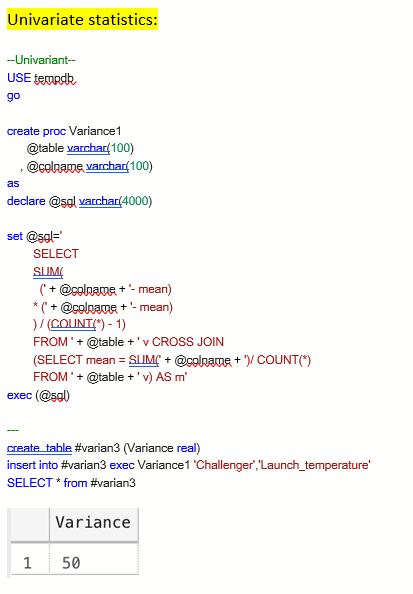 Univariate statistics:
--Univariant--
USE tempdb
go
create proc Variance1
@table varchar(100)
, @colname varchar(100)
as
declare @sql varchar(4000)
set @sql='
SELECT
SUM(
(' + @colname + '- mean)
* (' + @colname + '- mean)
) / (COUNT(*) - 1)
FROM ' + @table + ' v CROSS JOIN
(SELECT mean = SUM(' + @colname + ')/ COUNT(*)
FROM ' + @table + ' v) AS m'
exec (@sql)
---
create table #varian3 (Variance real)
insert into #varian3 exec Variance1 'Challenger','Launch_temperature'
SELECT * from #varian3
Variance
1 50